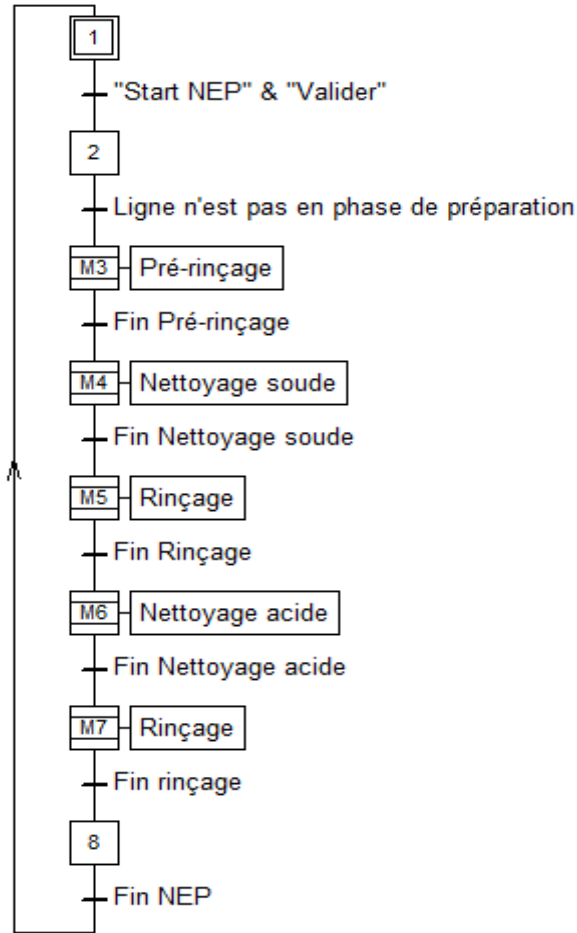 1
"Start NEP" & "Valider"
2
Ligne n'est pas en phase de préparation
M3 Pré-rinçage
Fin Pré-rinçage
M4 Nettoyage soude
Fin Nettoyage soude
M5 Rinçage
Fin Rinçage
M6 Nettoyage acide
Fin Nettoyage acide
M7 Rinçage
Fin rinçage
8
Fin NEP